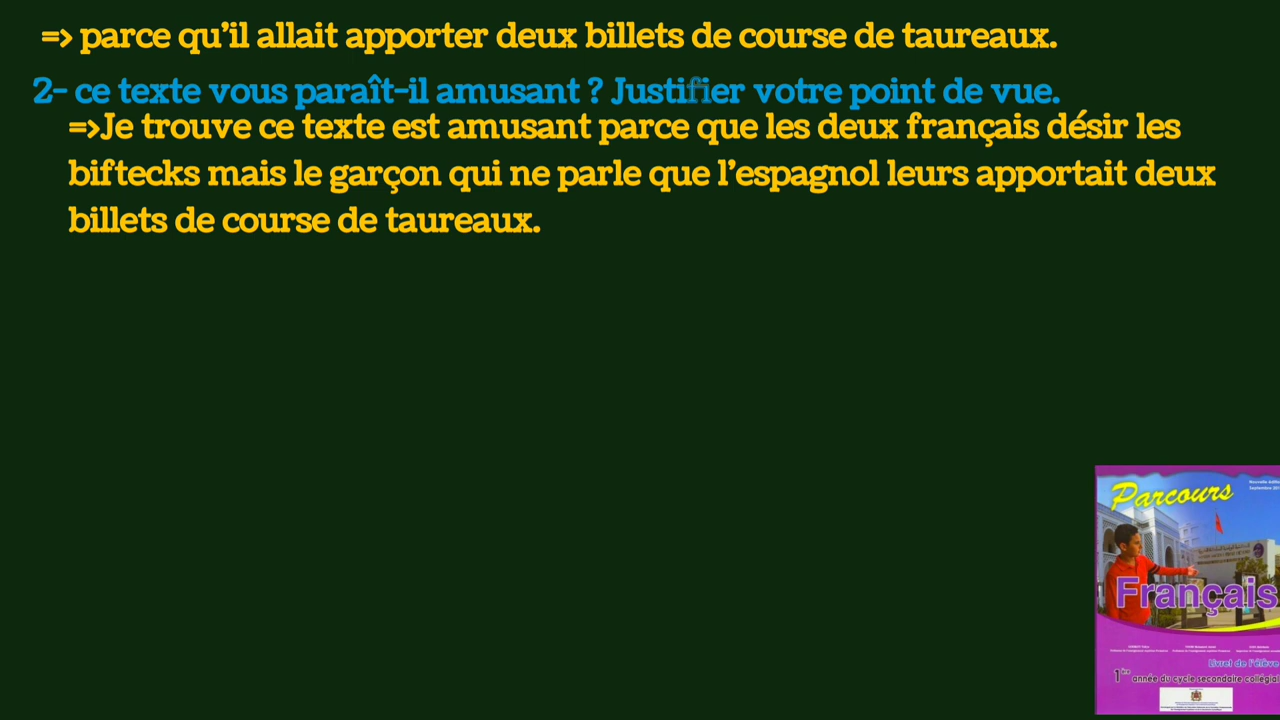 => parce qu'il allait apporter deux billets de course de taureaux.
2- ce texte vous paraît-il amusant ? Justifier votre point de vue.
=>Je trouve ce texte est amusant parce que les deux français désir les
biftecks mais le garçon qui ne parle que l'espagnol leurs apportait deux
billets de course de taureaux.
Parcours
Français
Livret de l'élève
1ère année du cycle secondaire collégial